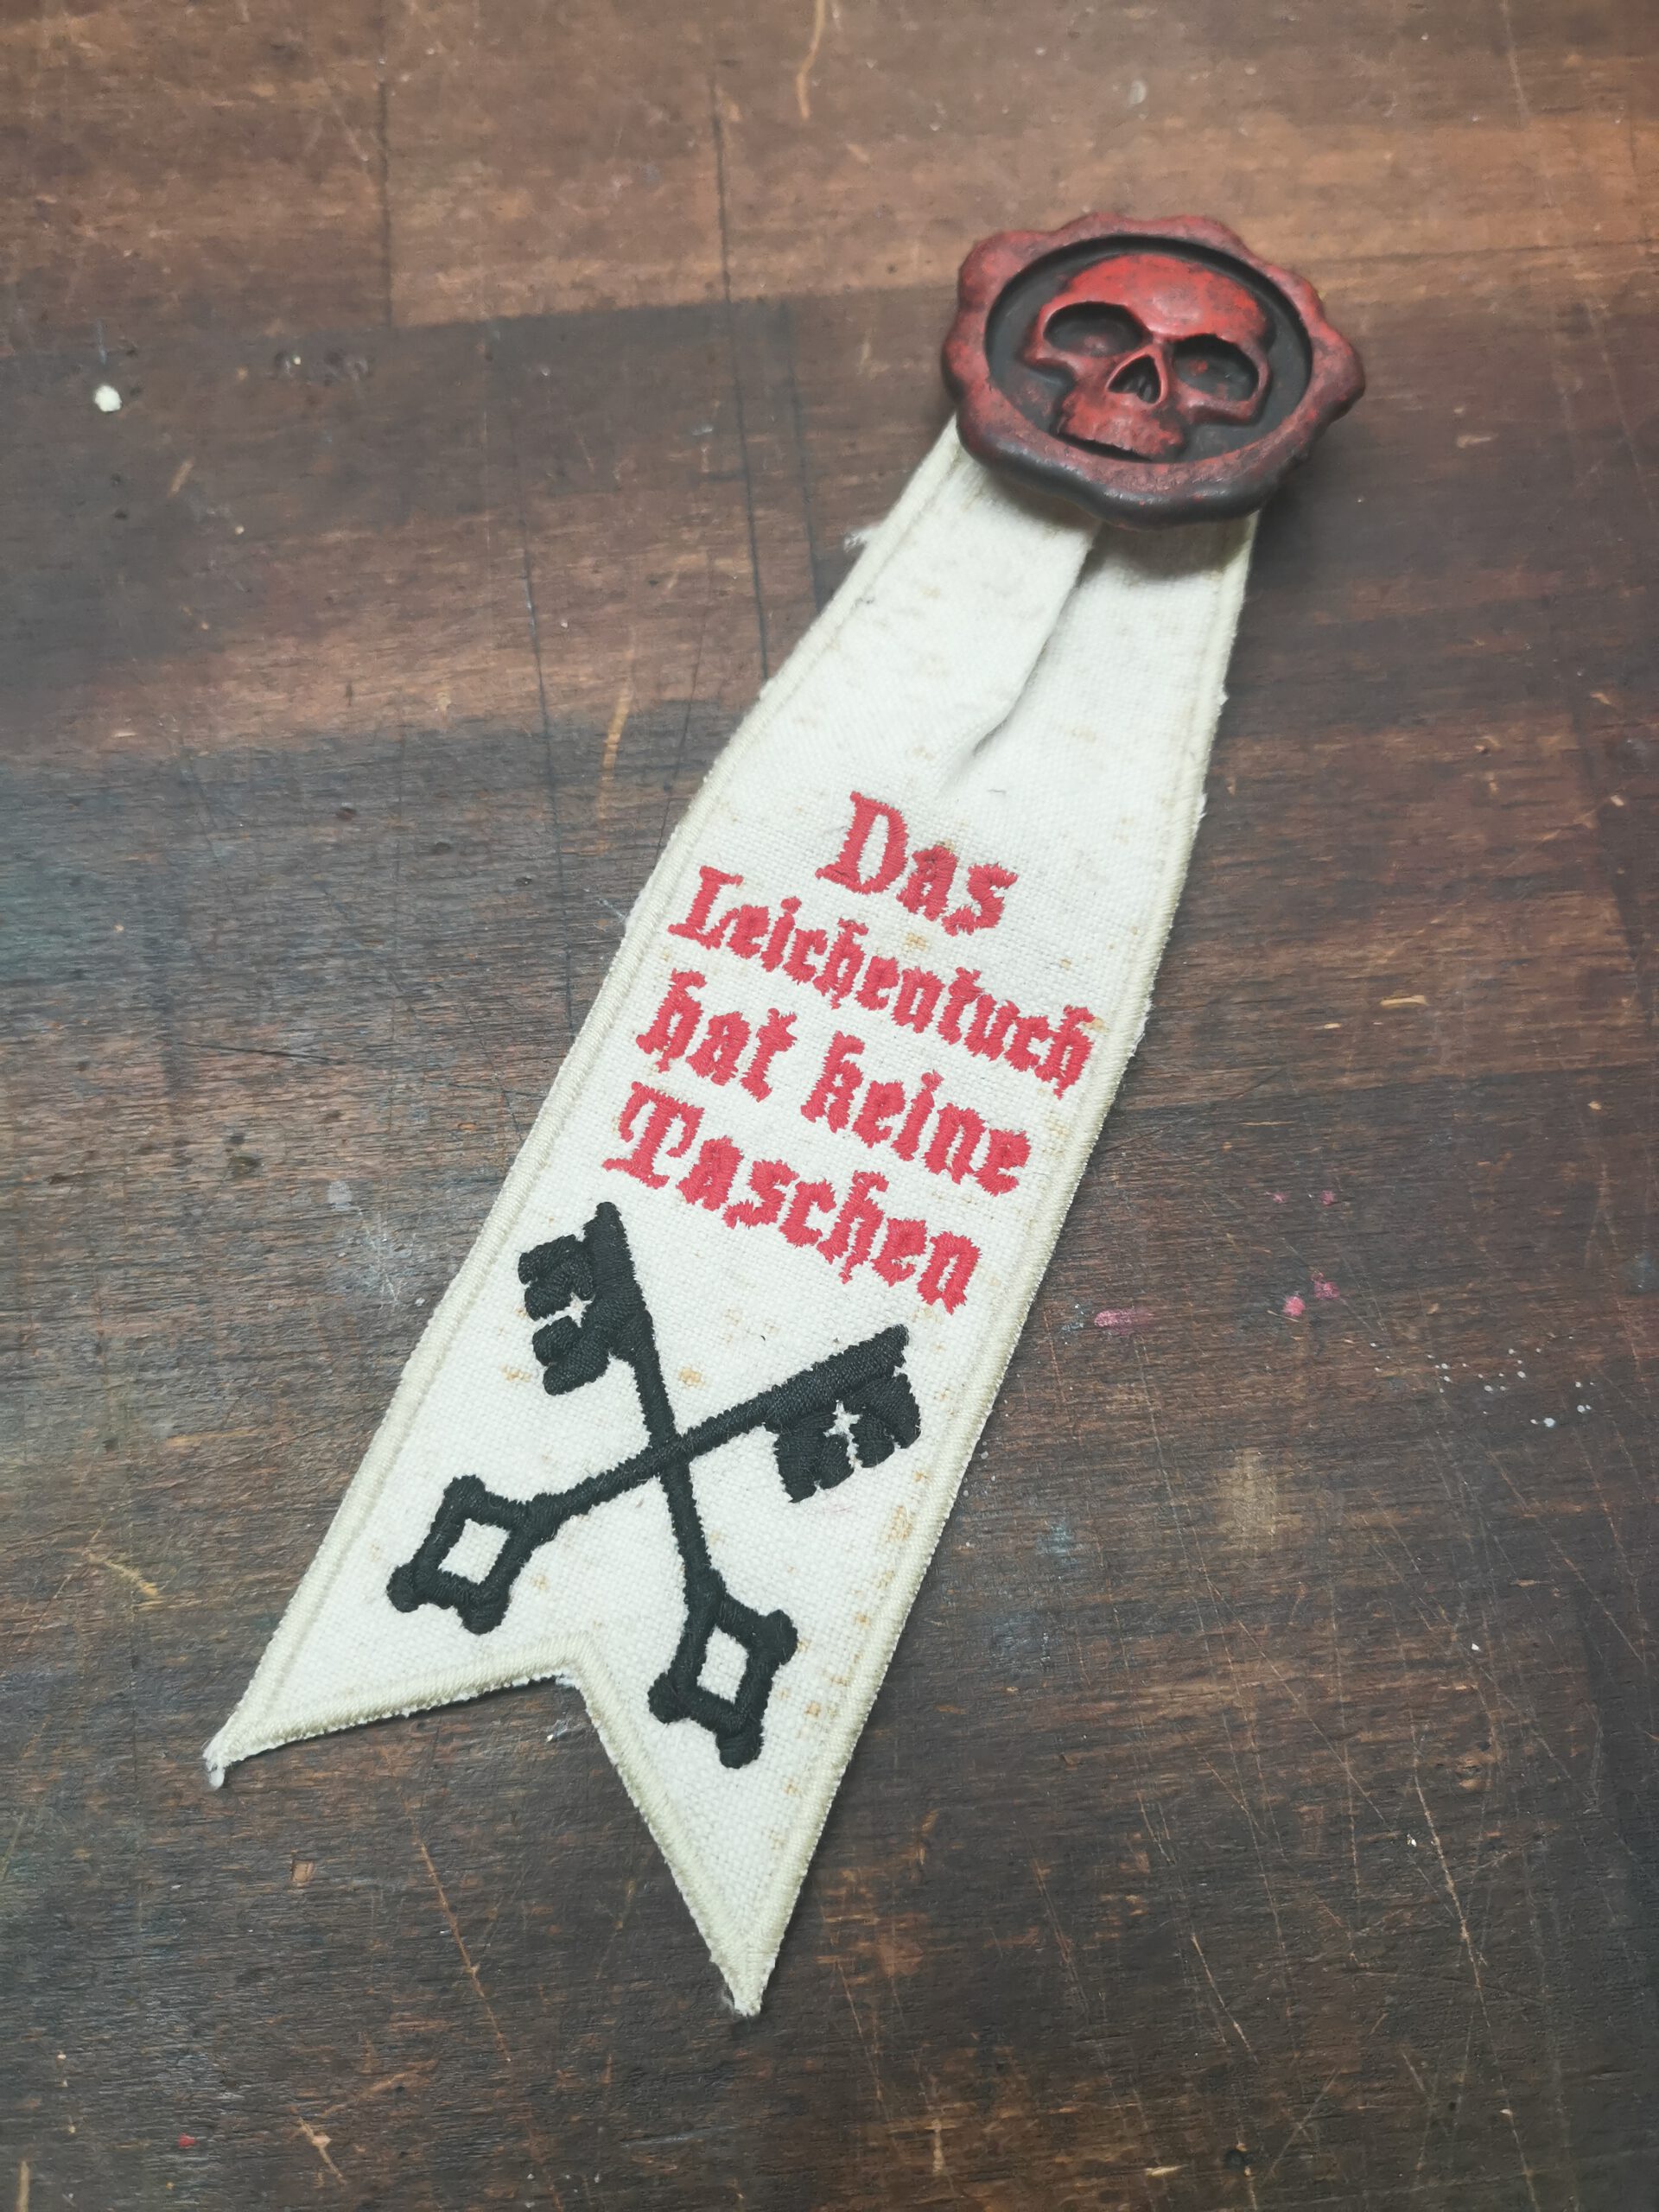 Das
Leichentuch
hat keine
Taschen